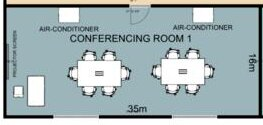 AIR-CONDITIONER
AIR-CONDITIONER
CONFERENCING ROOM 1
PROJECTOR SCREEN
16m
35m